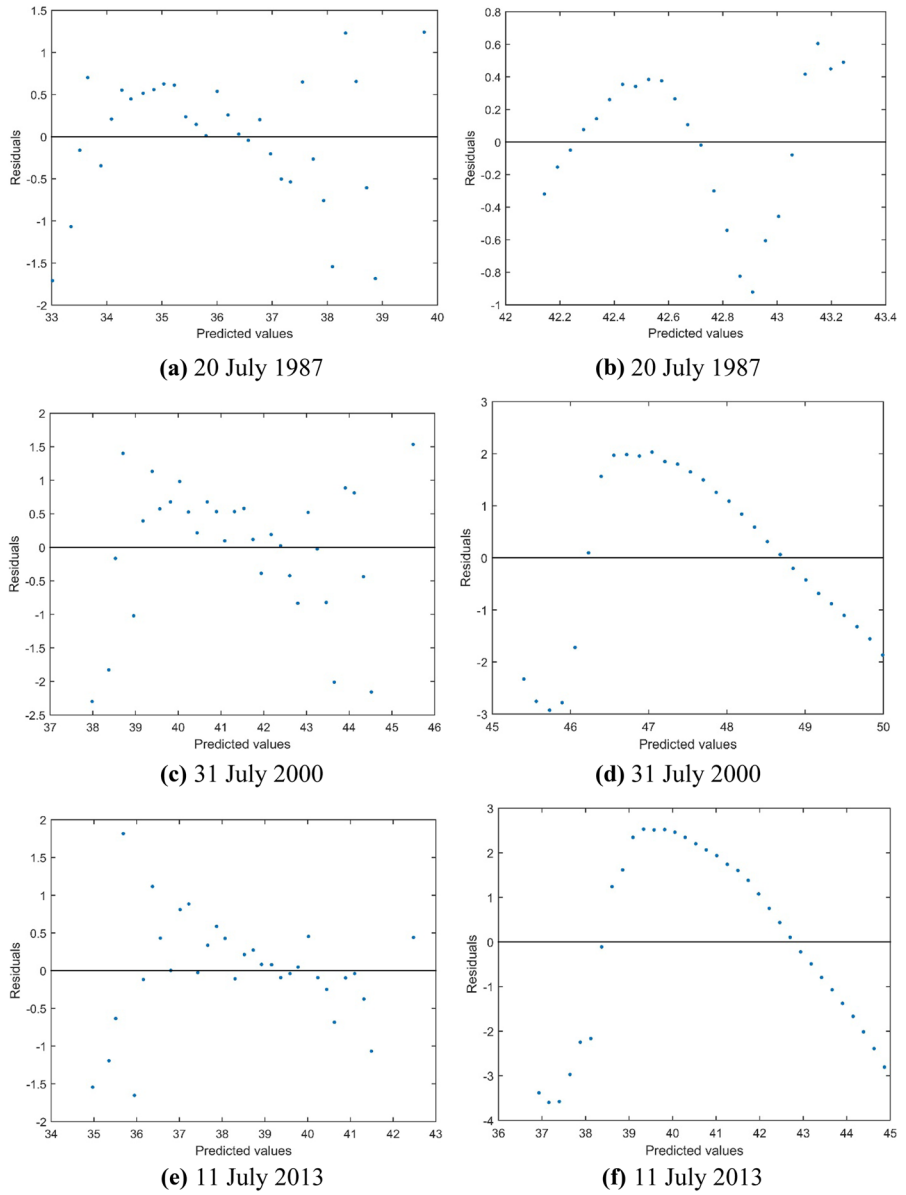 1.5
1
0.5
0
-0.5
-1
-1.5
-2
Residuals
33 34 35 36 37 38 39 40
Predicted values
(a) 20 July 1987
0.8
0.6
0.4
0.2
0
-0.2
-0.4
-0.6
-0.8
-1
Residuals
42 42.2 42.4 42.6 42.8 43 43.2 43.4
Predicted values
(b) 20 July 1987
2
1.5
1
0.5
0
-0.5
-1
-1.5
-2
-2.5
Residuals
37 38 39 40 41 42 43 44 45 46
Predicted values
(c) 31 July 2000
3
2
1
0
-1
-2
-3
Residuals
45 46 47 48 49 50
Predicted values
(d) 31 July 2000
2
1.5
1
0.5
0
-0.5
-1
-1.5
-2
Residuals
34 35 36 37 38 39 40 41 42 43
Predicted values
(e) 11 July 2013
3
2
1
0
-1
-2
-3
-4
Residuals
36 37 38 39 40 41 42 43 44 45
Predicted values
(f) 11 July 2013